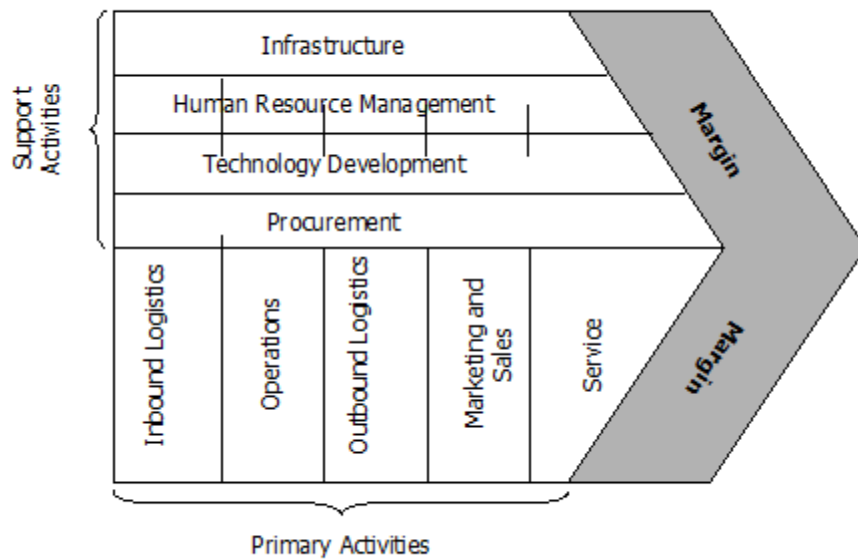 Support
Activities
Infrastructure
Human Resource Management
Technology Development
Procurement
Margin
Inbound Logistics
Operations
Outbound Logistics
Marketing and
Sales
Service
Margin
Primary Activities